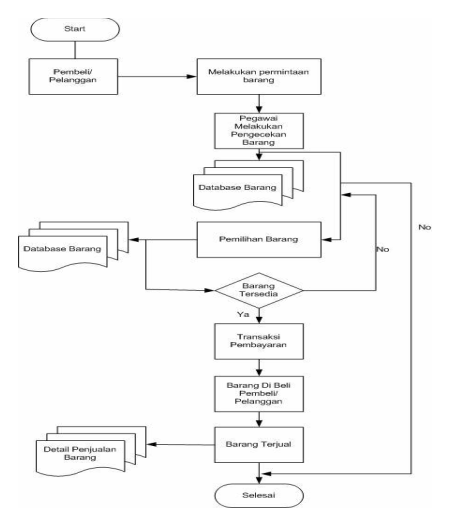 Start
Pembeli/
Pelanggan
Melakukan permintaan
barang
Pegawai
Melakukan
Pengecekan
Barang
Database Barang
No
Database Barang
Pemilihan Barang
No
Barang
Tersedia
Ya
Transaksi
Pembayaran
Barang Di Beli
Pembeli/
Pelanggan
Detail Penjualan
Barang
Barang Terjual
Selesai